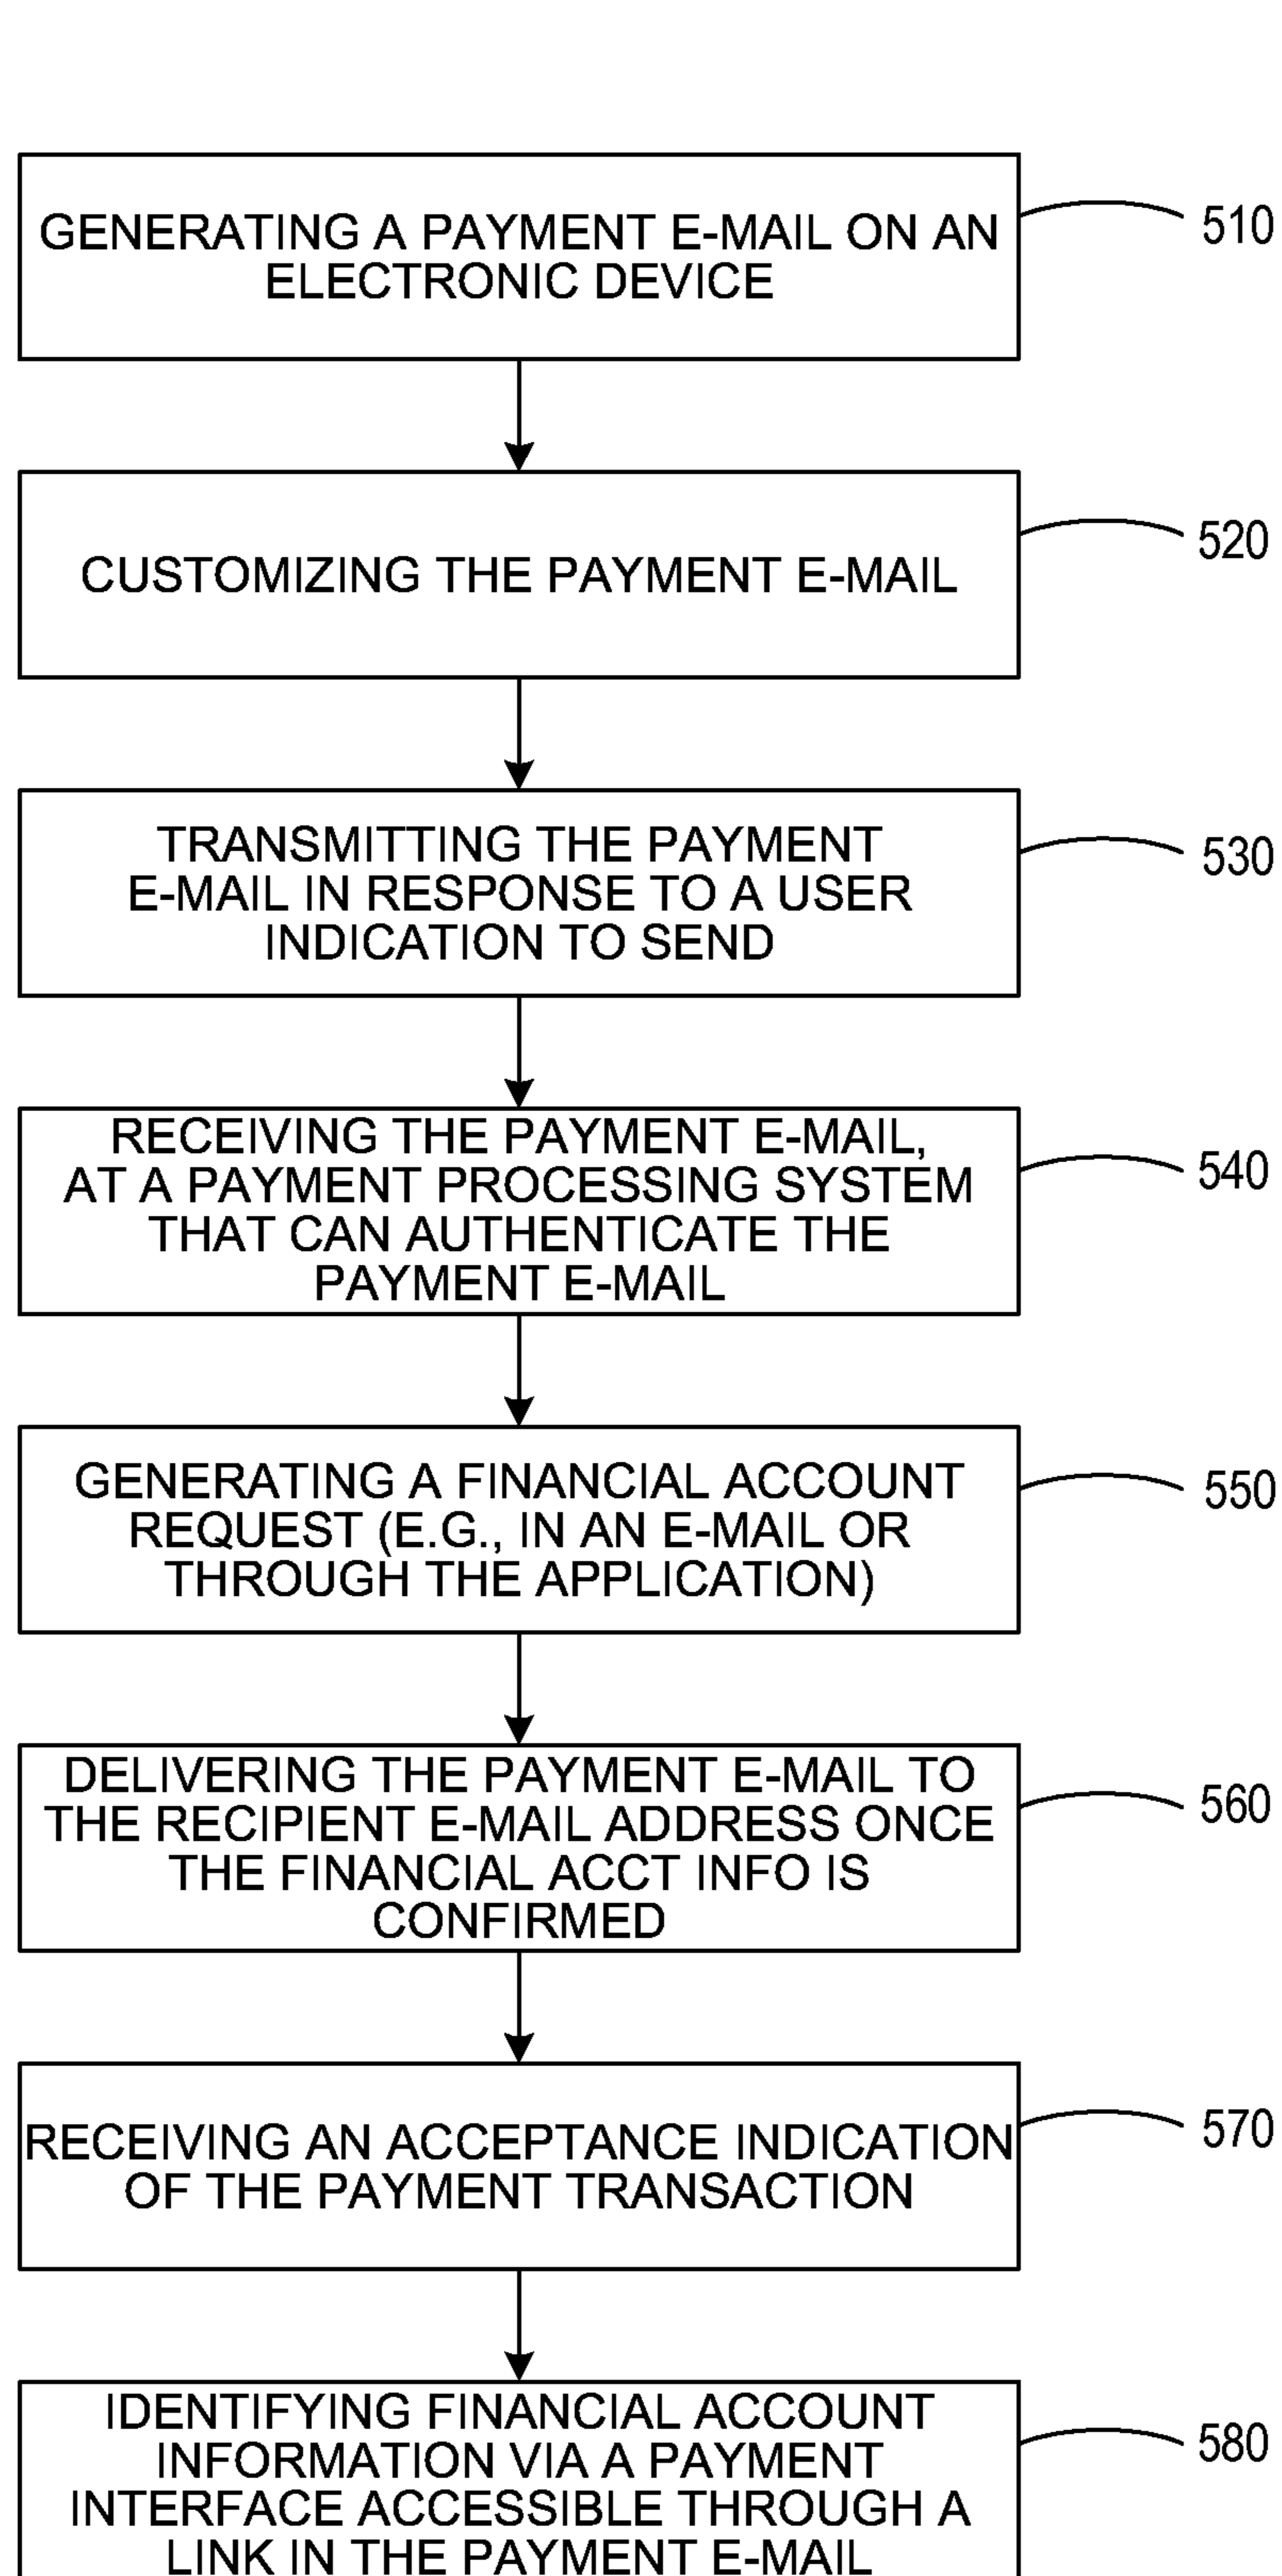 GENERATING A PAYMENT E-MAIL ON AN
ELECTRONIC DEVICE
510
CUSTOMIZING THE PAYMENT E-MAIL
520
TRANSMITTING THE PAYMENT
E-MAIL IN RESPONSE TO A USER
INDICATION TO SEND
530
RECEIVING THE PAYMENT E-MAIL,
AT A PAYMENT PROCESSING SYSTEM
THAT CAN AUTHENTICATE THE
PAYMENT E-MAIL
540
GENERATING A FINANCIAL ACCOUNT
REQUEST (E.G., IN AN E-MAIL OR
THROUGH THE APPLICATION)
550
DELIVERING THE PAYMENT E-MAIL TO
THE RECIPIENT E-MAIL ADDRESS ONCE
THE FINANCIAL ACCT INFO IS
CONFIRMED
560
RECEIVING AN ACCEPTANCE INDICATION
OF THE PAYMENT TRANSACTION
570
IDENTIFYING FINANCIAL ACCOUNT
INFORMATION VIA A PAYMENT
INTERFACE ACCESSIBLE THROUGH A
LINK IN THE PAYMENT E-MAIL
580